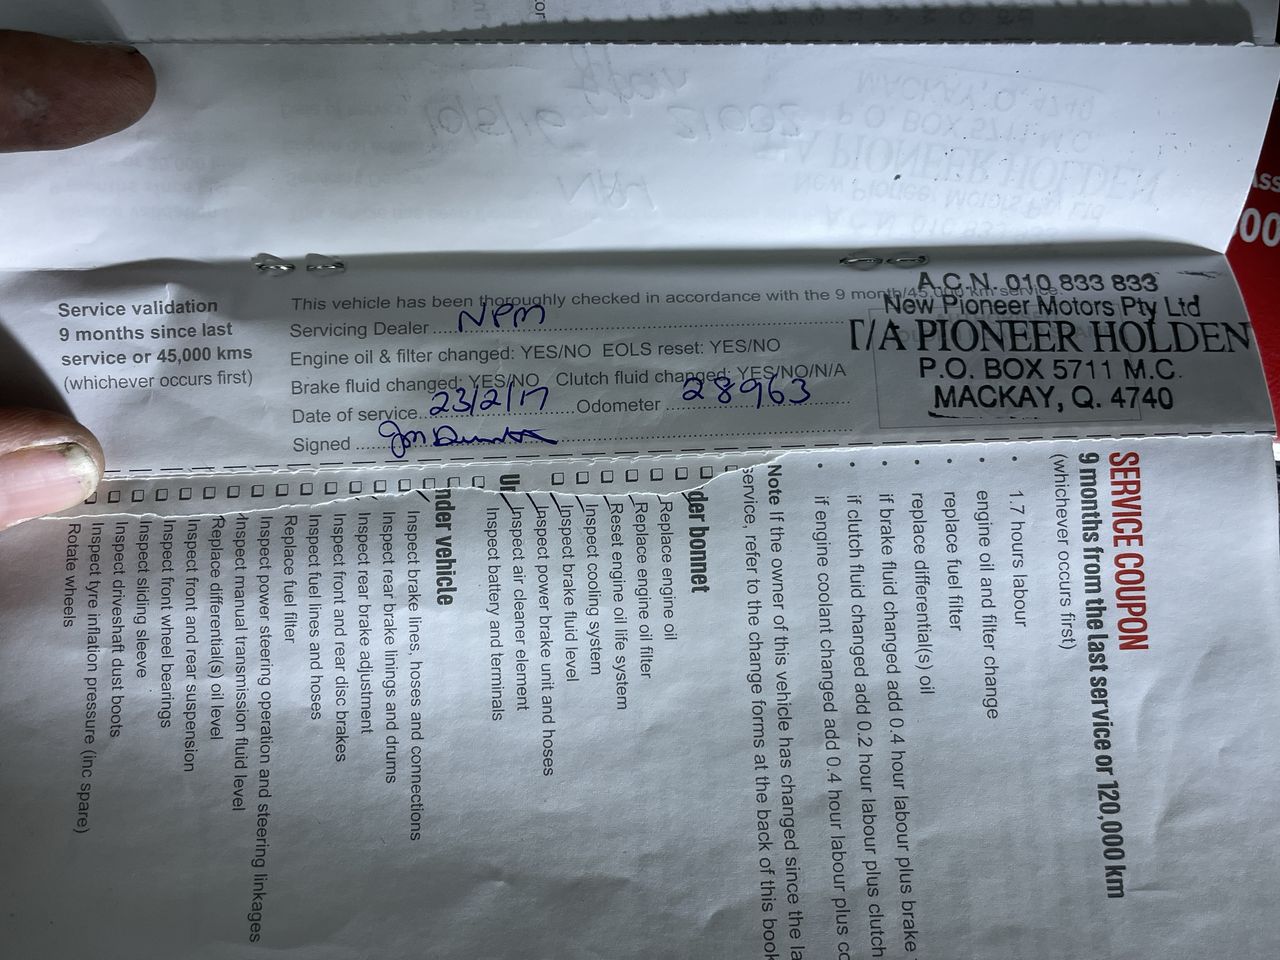 Service validation
9 months since last
service or 45,000 kms
(whichever occurs first)
This vehicle has been thoroughly checked in accordance with the 9 month/45,000 km service
Servicing Dealer NPM
Engine oil & filter changed: YES/NO EOLS reset: YES/NO
Brake fluid changed: YES/NO Clutch fluid changed: YES/NO/N/A
Date of service 23/2/17 Odometer 28963
Signed
A.C.N. 010 833 833
New Pioneer Motors Pty Ltd
T/A PIONEER HOLDEN
P.O. BOX 5711 M.C.
MACKAY, Q. 4740
SERVICE COUPON
9 months from the last service or 120,000 km
(whichever occurs first)
• 1.7 hours labour
• engine oil and filter change
• replace fuel filter
• replace differential(s) oil
• if brake fluid changed add 0.4 hour labour plus brake
• if clutch fluid changed add 0.2 hour labour plus clutch
• if engine coolant changed add 0.4 hour labour plus
Note If the owner of this vehicle has changed since the
service, refer to the change forms at the back of this book
der bonnet
Replace engine oil
Replace engine oil filter
Reset engine oil life system
Inspect cooling system
Inspect brake fluid level
Inspect power brake unit and hoses
Inspect air cleaner element
Inspect battery and terminals
Un
nder vehicle
Inspect brake lines, hoses and connections
Inspect rear brake linings and drums
Inspect rear brake adjustment
Inspect front and rear disc brakes
Inspect fuel lines and hoses
Replace fuel filter
Inspect power steering operation and steering linkages
Inspect manual transmission fluid level
Replace differential(s) oil level
Inspect front and rear suspension
Inspect front wheel bearings
Inspect sliding sleeve
Inspect driveshaft dust boots
Inspect tyre inflation pressure (inc spare)
Rotate wheels